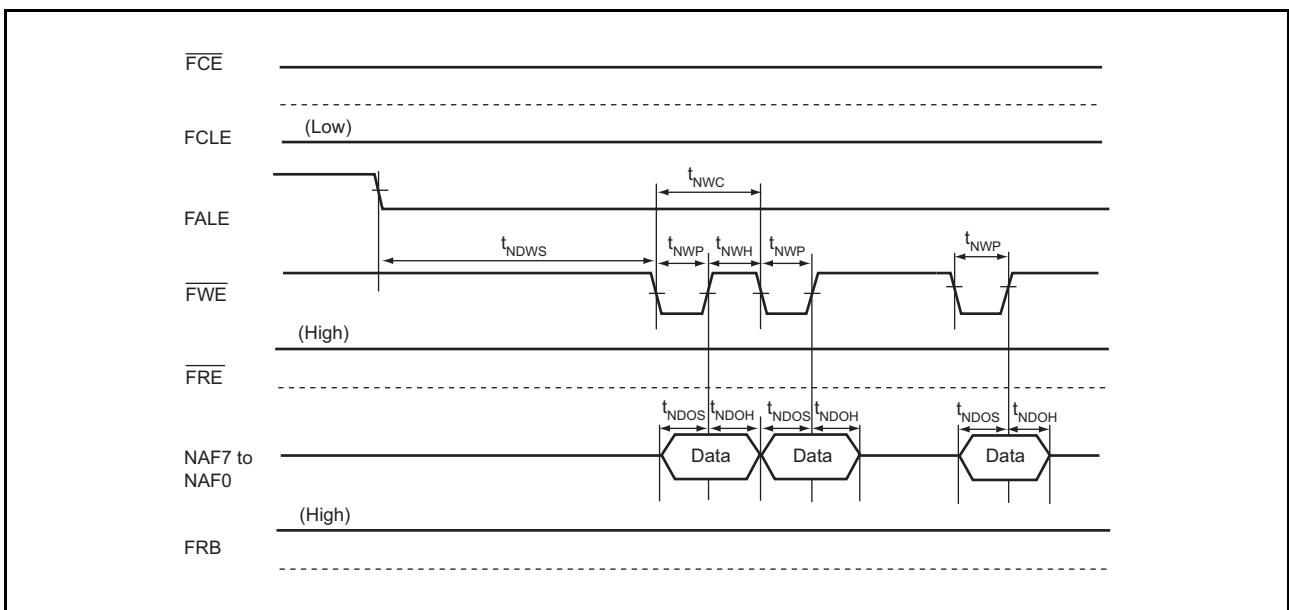 FCE
(Low)
FCLE
tNWC
FALE
tNDWS
tNWP tNWH tNWP
tNWP
FWE
(High)
FRE
tNDOS tNDOH tNDOS tNDOH
tNDOS tNDOH
NAF7 to
NAF0
Data
Data
Data
(High)
FRB